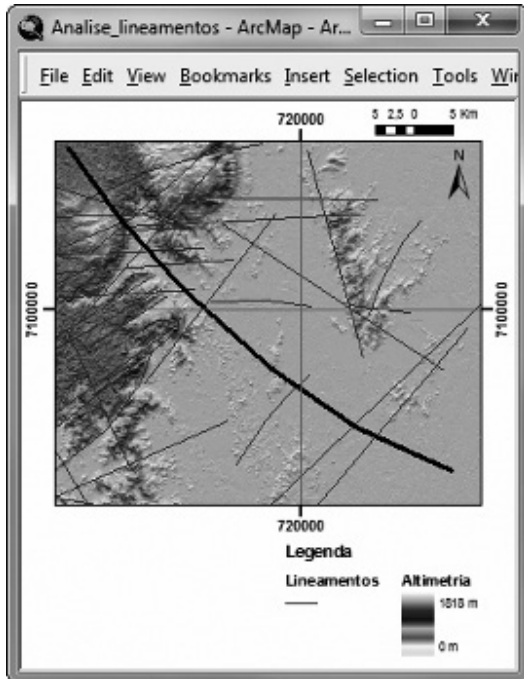 Analise_lineamentos - ArcMap - Ar...
File Edit View Bookmarks Insert Selection Tools Wir
5 2,5 0 5 Km
720000
N
7100000
7100000
720000
Legenda
Lineamentos
Altimetria
1818 m
0 m